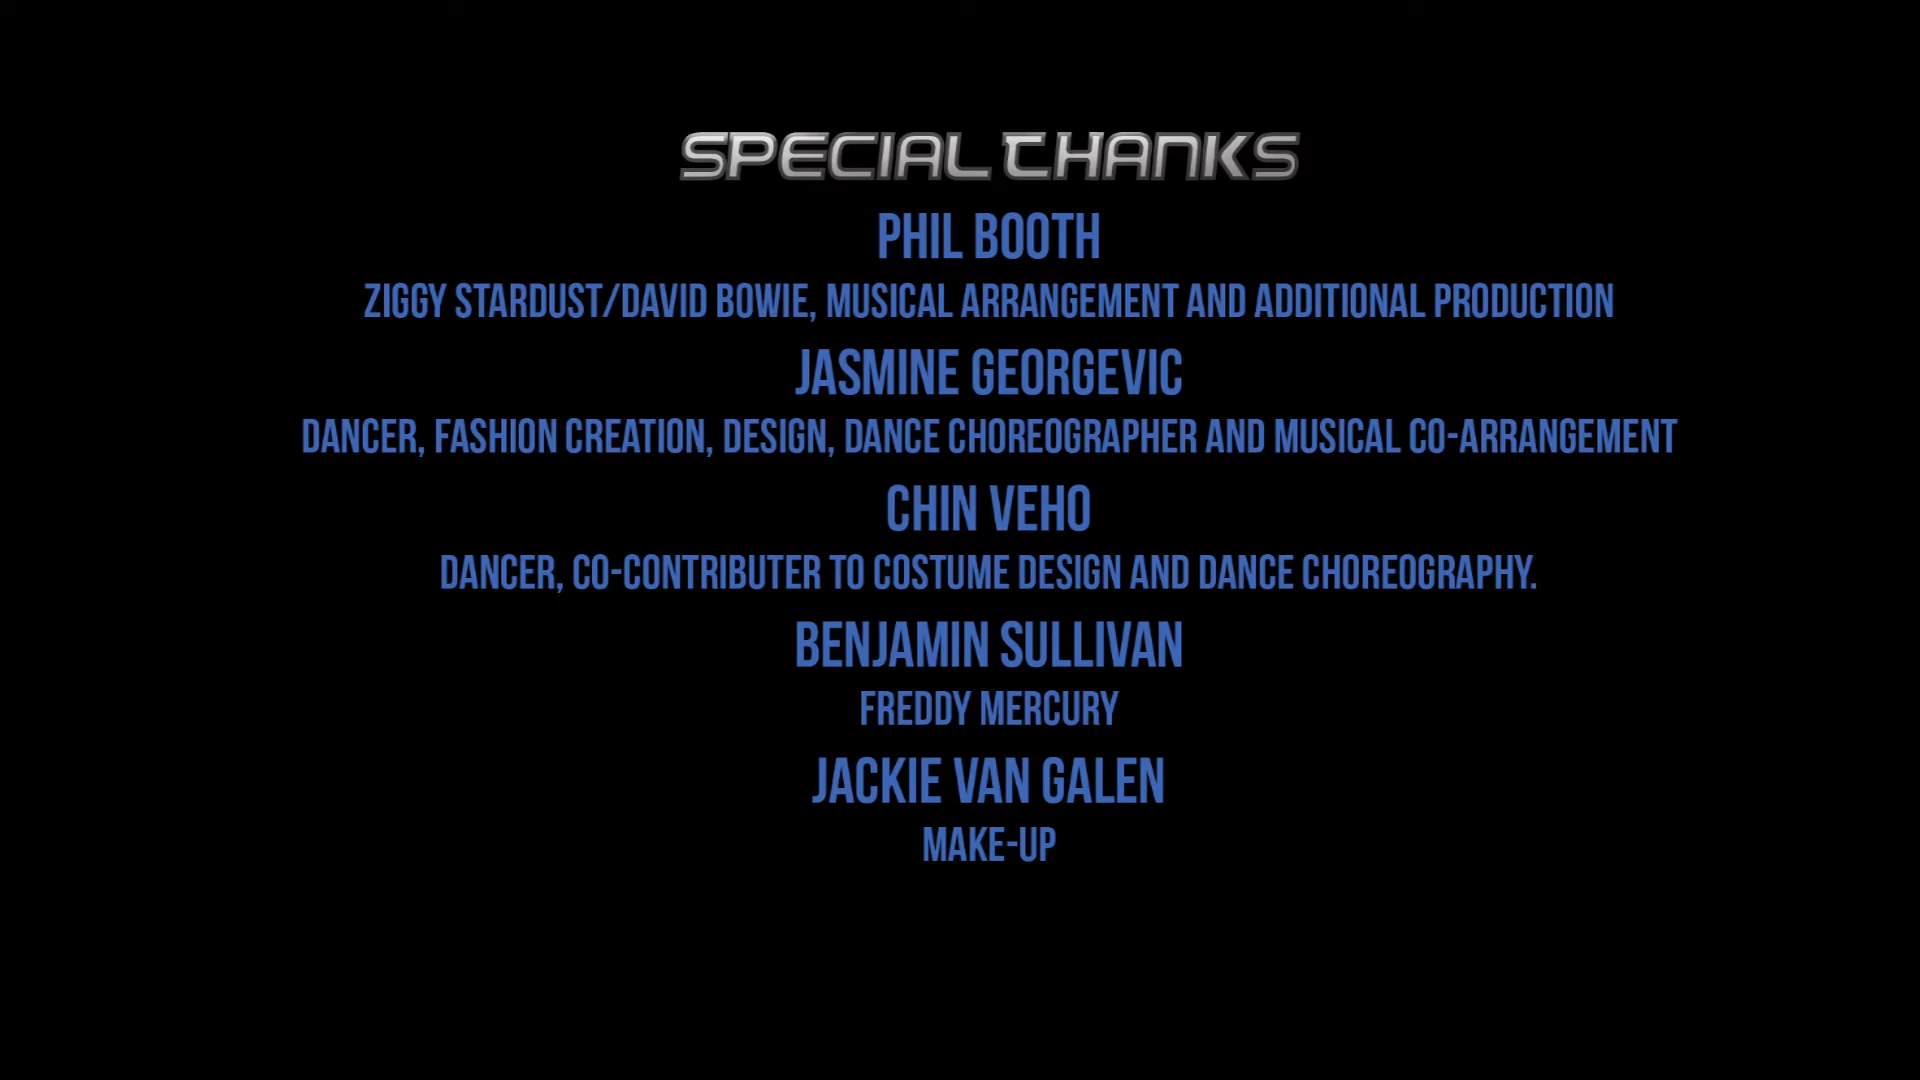 SPECIAL THANKS
PHIL BOOTH
ZIGGY STARDUST/DAVID BOWIE, MUSICAL ARRANGEMENT AND ADDITIONAL PRODUCTION
JASMINE GEORGEVIC
DANCER, FASHION CREATION, DESIGN, DANCE CHOREOGRAPHER AND MUSICAL CO-ARRANGEMENT
CHIN VEHO
DANCER, CO-CONTRIBUTER TO COSTUME DESIGN AND DANCE CHOREOGRAPHY.
BENJAMIN SULLIVAN
FREDDY MERCURY
JACKIE VAN GALEN
MAKE-UP